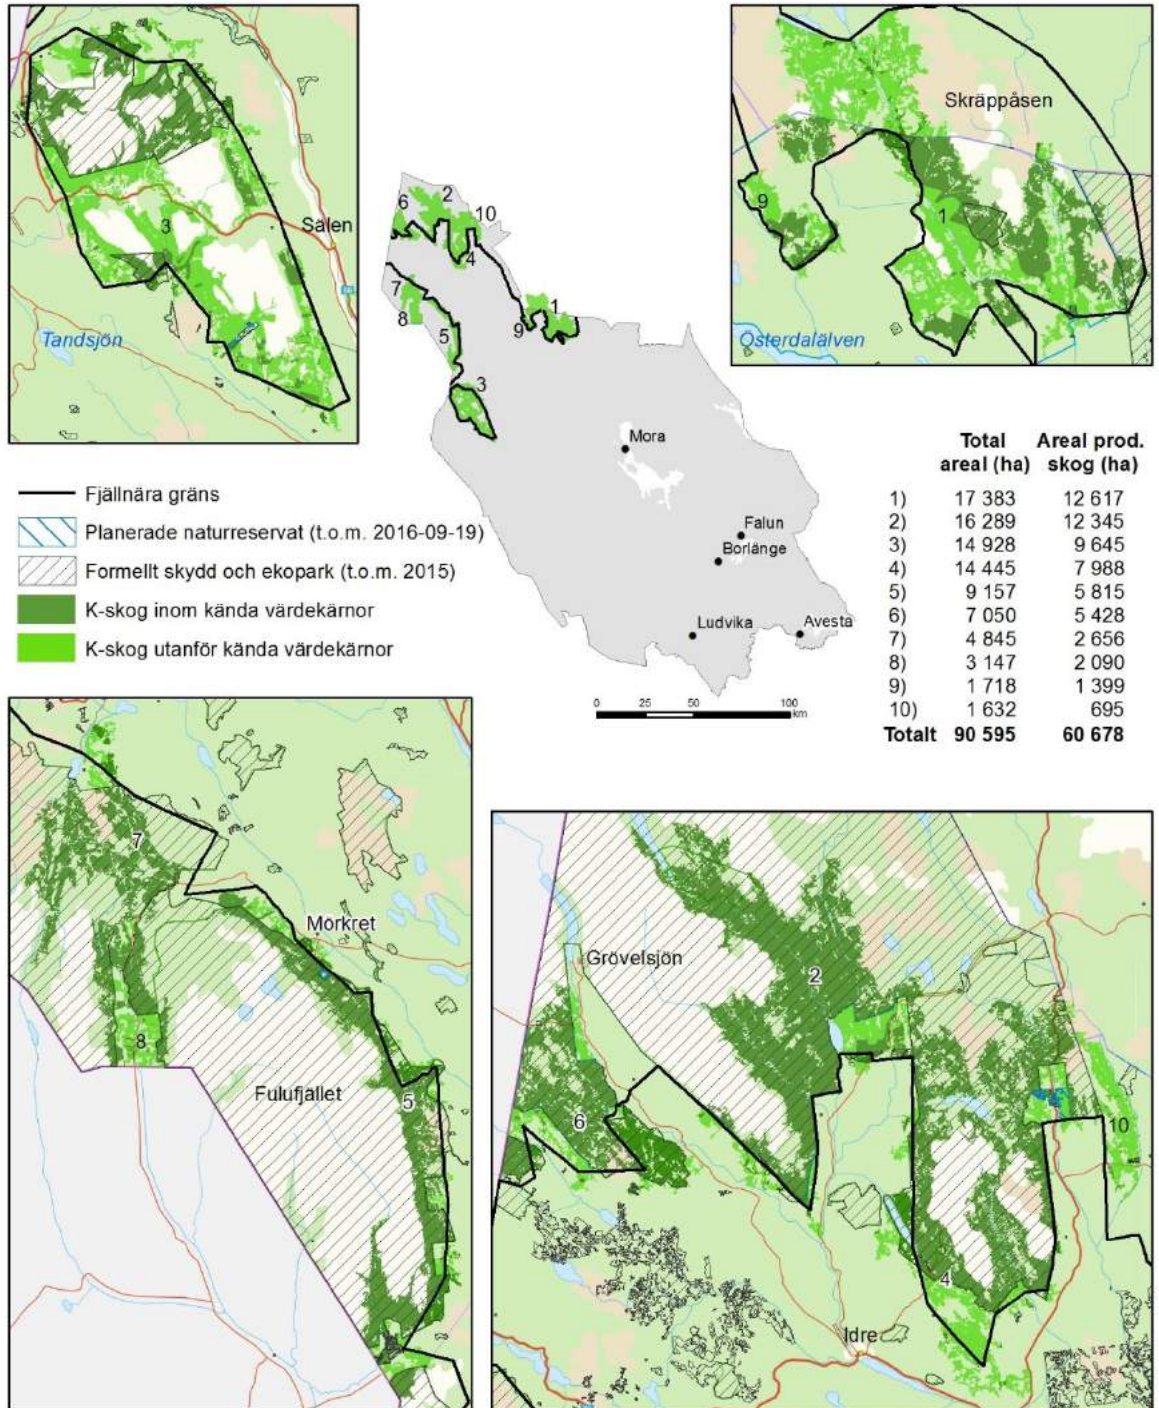 Skräppåsen
9
1
Österdalälven
Sälen
3
Tandsjön
2
6
10
4
7
8
1
9
5
3
Mora
Falun
Borlänge
Ludvika
Avesta
0 25 50 100
km
Fjällnära gräns
Planerade naturreservat (t.o.m. 2016-09-19)
Formellt skydd och ekopark (t.o.m. 2015)
K-skog inom kända värdekärnor
K-skog utanför kända värdekärnor
Total Areal prod.
areal (ha) skog (ha)
1) 17 383 12 617
2) 16 289 12 345
3) 14 928 9 645
4) 14 445 7 988
5) 9 157 5 815
6) 7 050 5 428
7) 4 845 2 656
8) 3 147 2 090
9) 1 718 1 399
10) 1 632 695
Totalt 90 595 60 678
7
Mörkret
8
Fulufjället
5
Grövelsjön
2
6
10
4
Idre